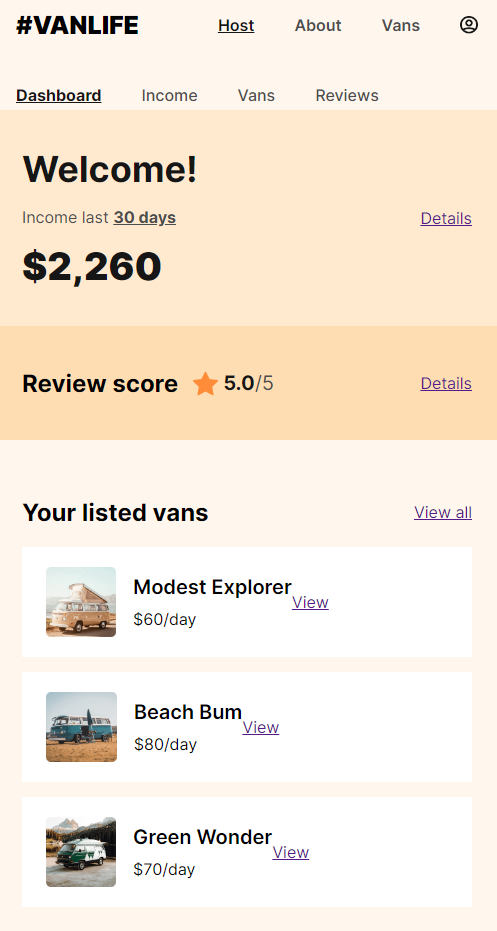 #VANLIFE Host About Vans
Dashboard Income Vans Reviews
Welcome!
Income last 30 days Details
$2,260
Review score 5.0/5 Details
Your listed vans View all
Modest Explorer
View
$60/day
Beach Bum
View
$80/day
Green Wonder
View
$70/day